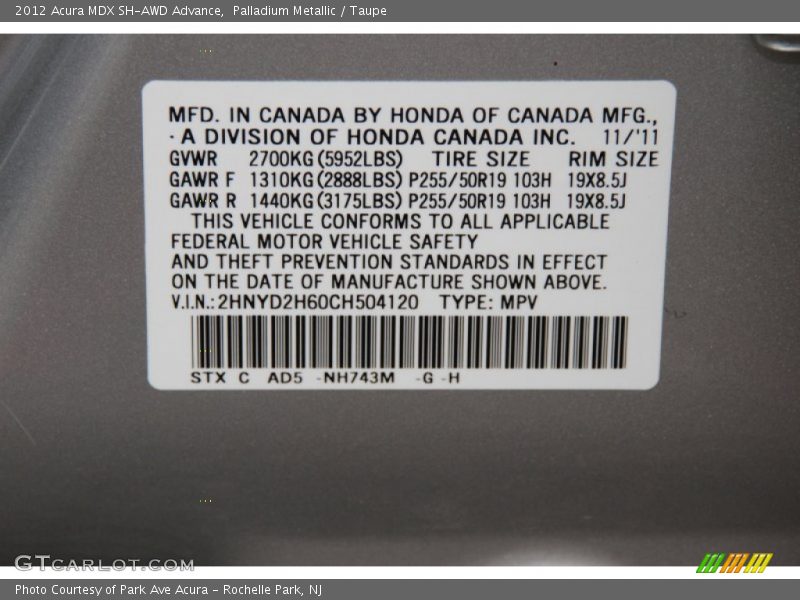 2012 Acura MDX SH-AWD Advance,  Palladium Metallic / Taupe
MFD. IN CANADA BY HONDA OF CANADA MFG.,
· A DIVISION OF HONDA CANADA INC.   11/'11
GVWR   2700KG(5952LBS)   TIRE SIZE   RIM SIZE
GAWR F  1310KG(2888LBS) P255/50R19 103H  19X8.5J
GAWR R  1440KG(3175LBS) P255/50R19 103H  19X8.5J
THIS VEHICLE CONFORMS TO ALL APPLICABLE
FEDERAL MOTOR VEHICLE SAFETY
AND THEFT PREVENTION STANDARDS IN EFFECT
ON THE DATE OF MANUFACTURE SHOWN ABOVE.
V.I.N.: 2HNYD2H60CH504120   TYPE: MPV
STX  C   AD5  -NH743M   -G -H
GTCARLOT.COM
Photo Courtesy of Park Ave Acura - Rochelle Park, NJ